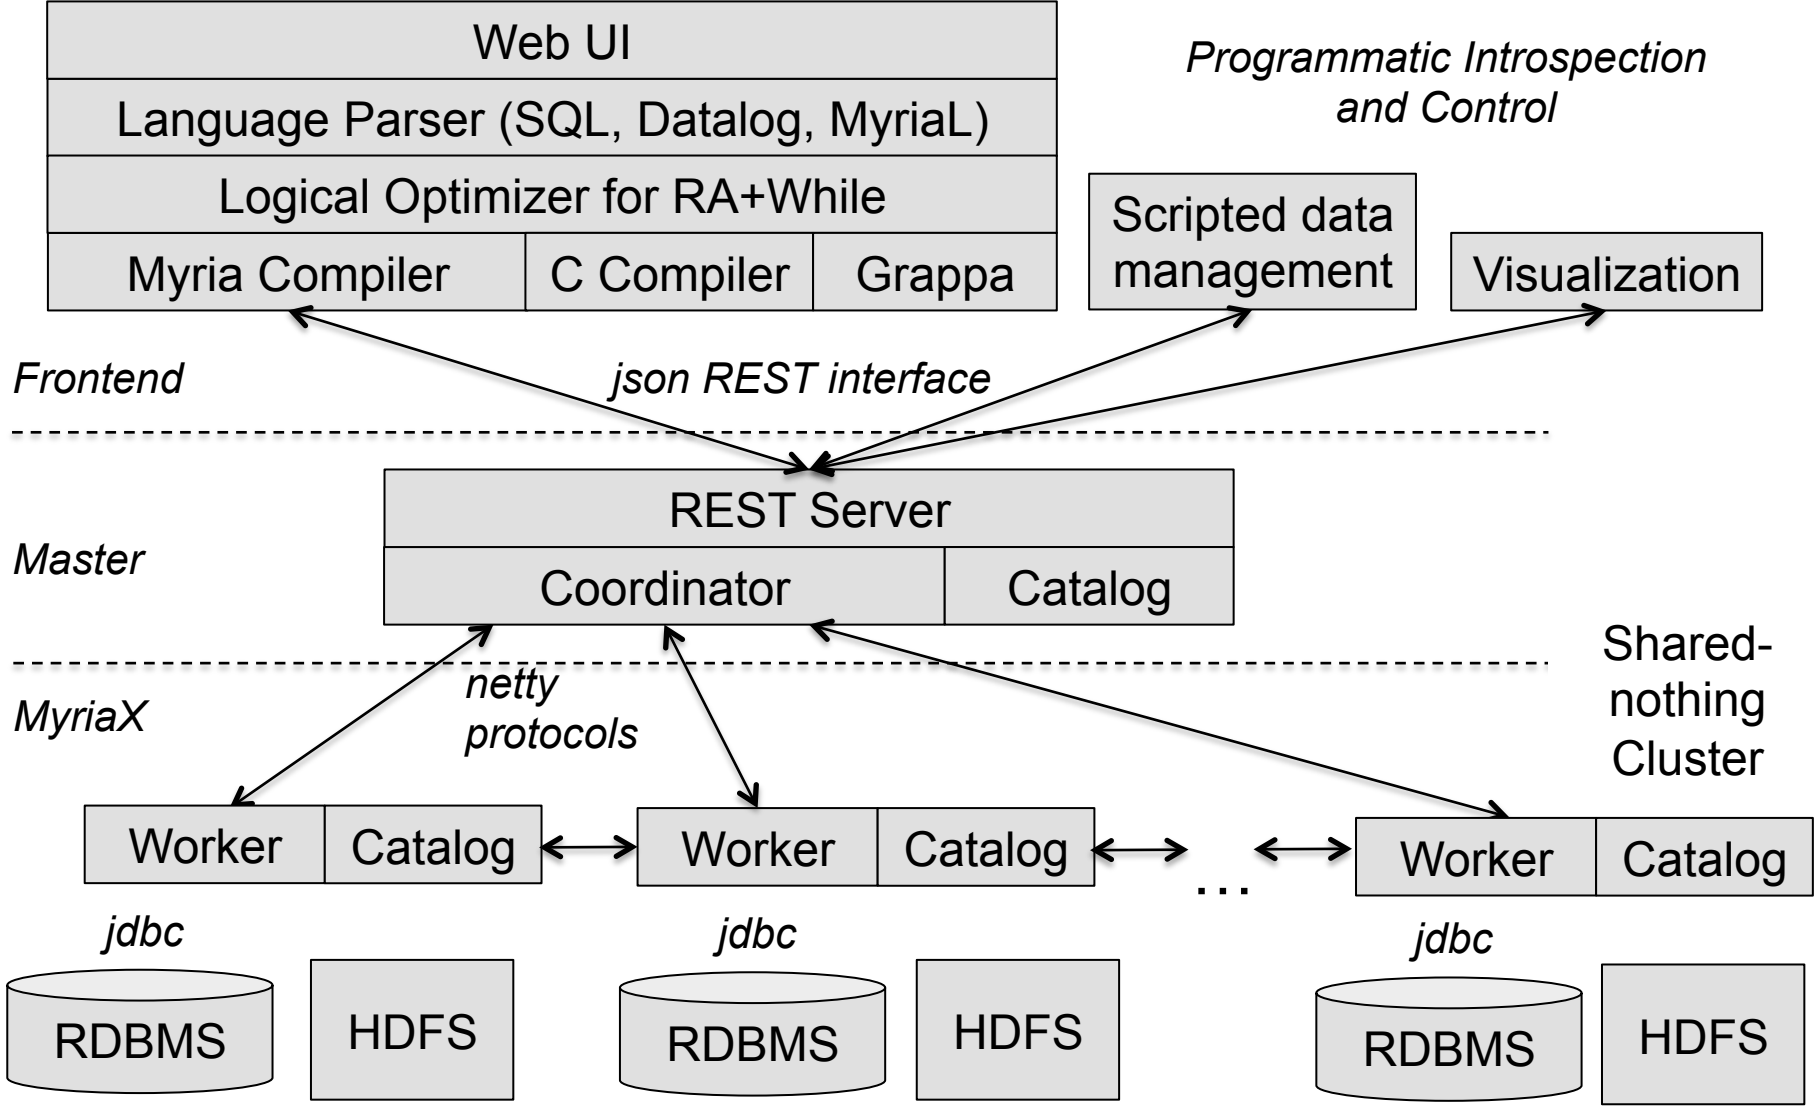 Web UI
Programmatic Introspection
and Control
Language Parser (SQL, Datalog, MyriaL)
Logical Optimizer for RA+While
Myria Compiler
C Compiler
Grappa
Scripted data
management
Visualization
Frontend
json REST interface
REST Server
Master
Coordinator
Catalog
Shared-
nothing
Cluster
MyriaX
netty
protocols
Worker
Catalog
Worker
Catalog
...
Worker
Catalog
jdbc
jdbc
jdbc
RDBMS
HDFS
RDBMS
HDFS
RDBMS
HDFS